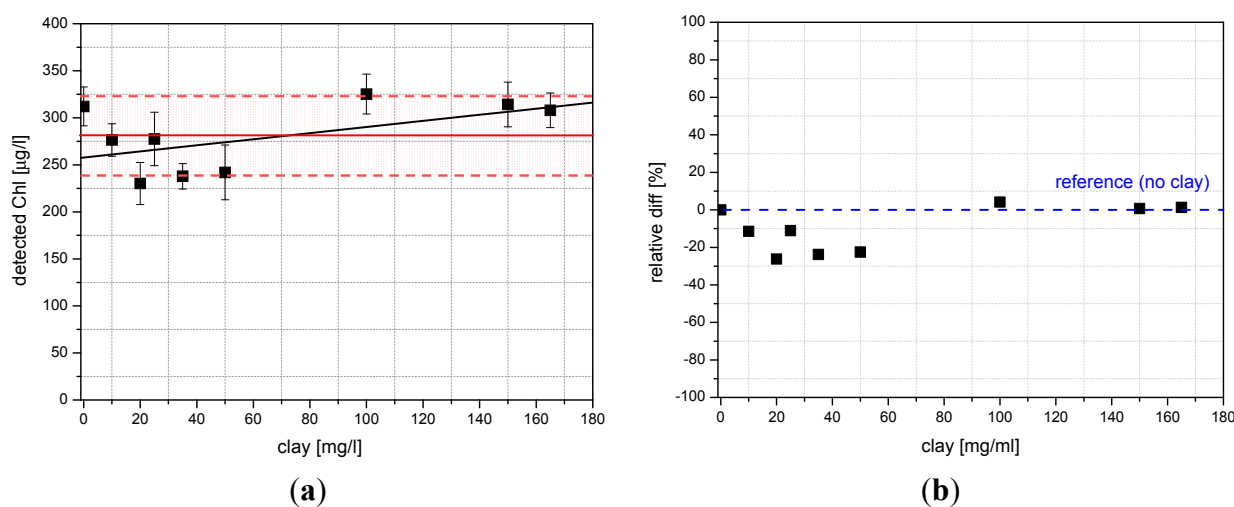 400
350
300
250
200
150
100
50
0
detected Chl [µg/l]
0 20 40 60 80 100 120 140 160 180
clay [mg/l]
(a)
100
80
60
40
20
0
-20
-40
-60
-80
-100
relative diff [%]
reference (no clay)
0 20 40 60 80 100 120 140 160 180
clay [mg/ml]
(b)